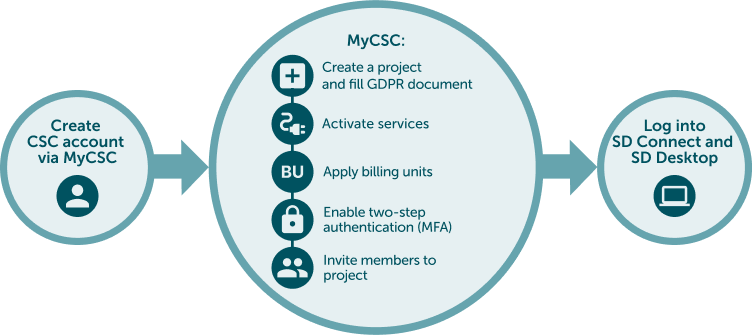 Create
CSC account
via MyCSC
MyCSC:
Create a project
and fill GDPR document
Activate services
BU
Apply billing units
Enable two-step
authentication (MFA)
Invite members to
project
Log into
SD Connect and
SD Desktop